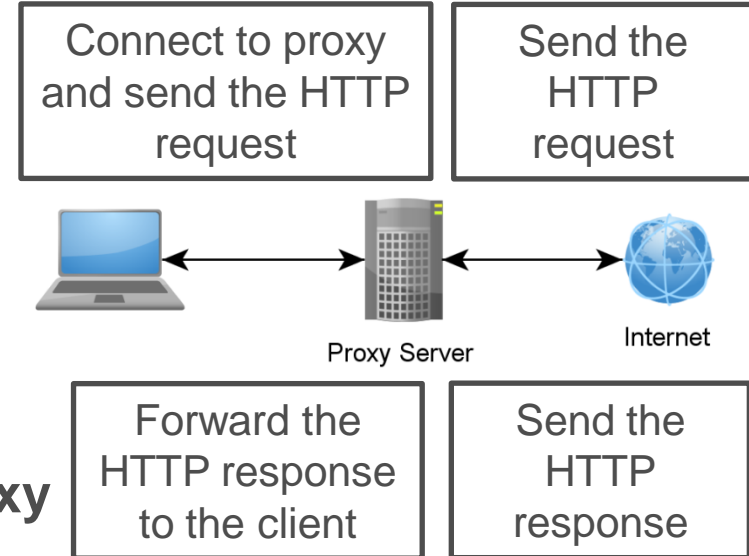 Connect to proxy
and send the HTTP
request
Send the
HTTP
request
Proxy Server
Internet
xy
Forward the
HTTP response
to the client
Send the
HTTP
response